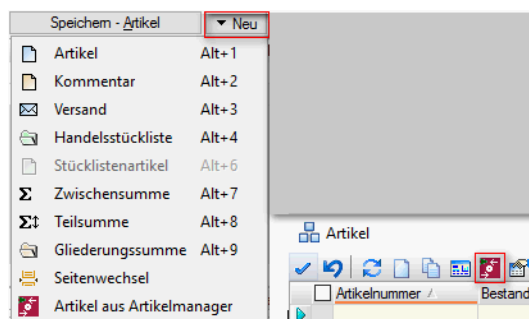 Speichern - Artikel
Neu
Artikel Alt+1
Kommentar Alt+2
Versand Alt+3
Handelsstückliste Alt+4
Stücklistenartikel Alt+6
Σ Zwischensumme Alt+7
Σ Teilsumme Alt+8
Gliederungssumme Alt+9
Seitenwechsel
Artikel aus Artikelmanager
Artikel
Artikelnummer Bestand